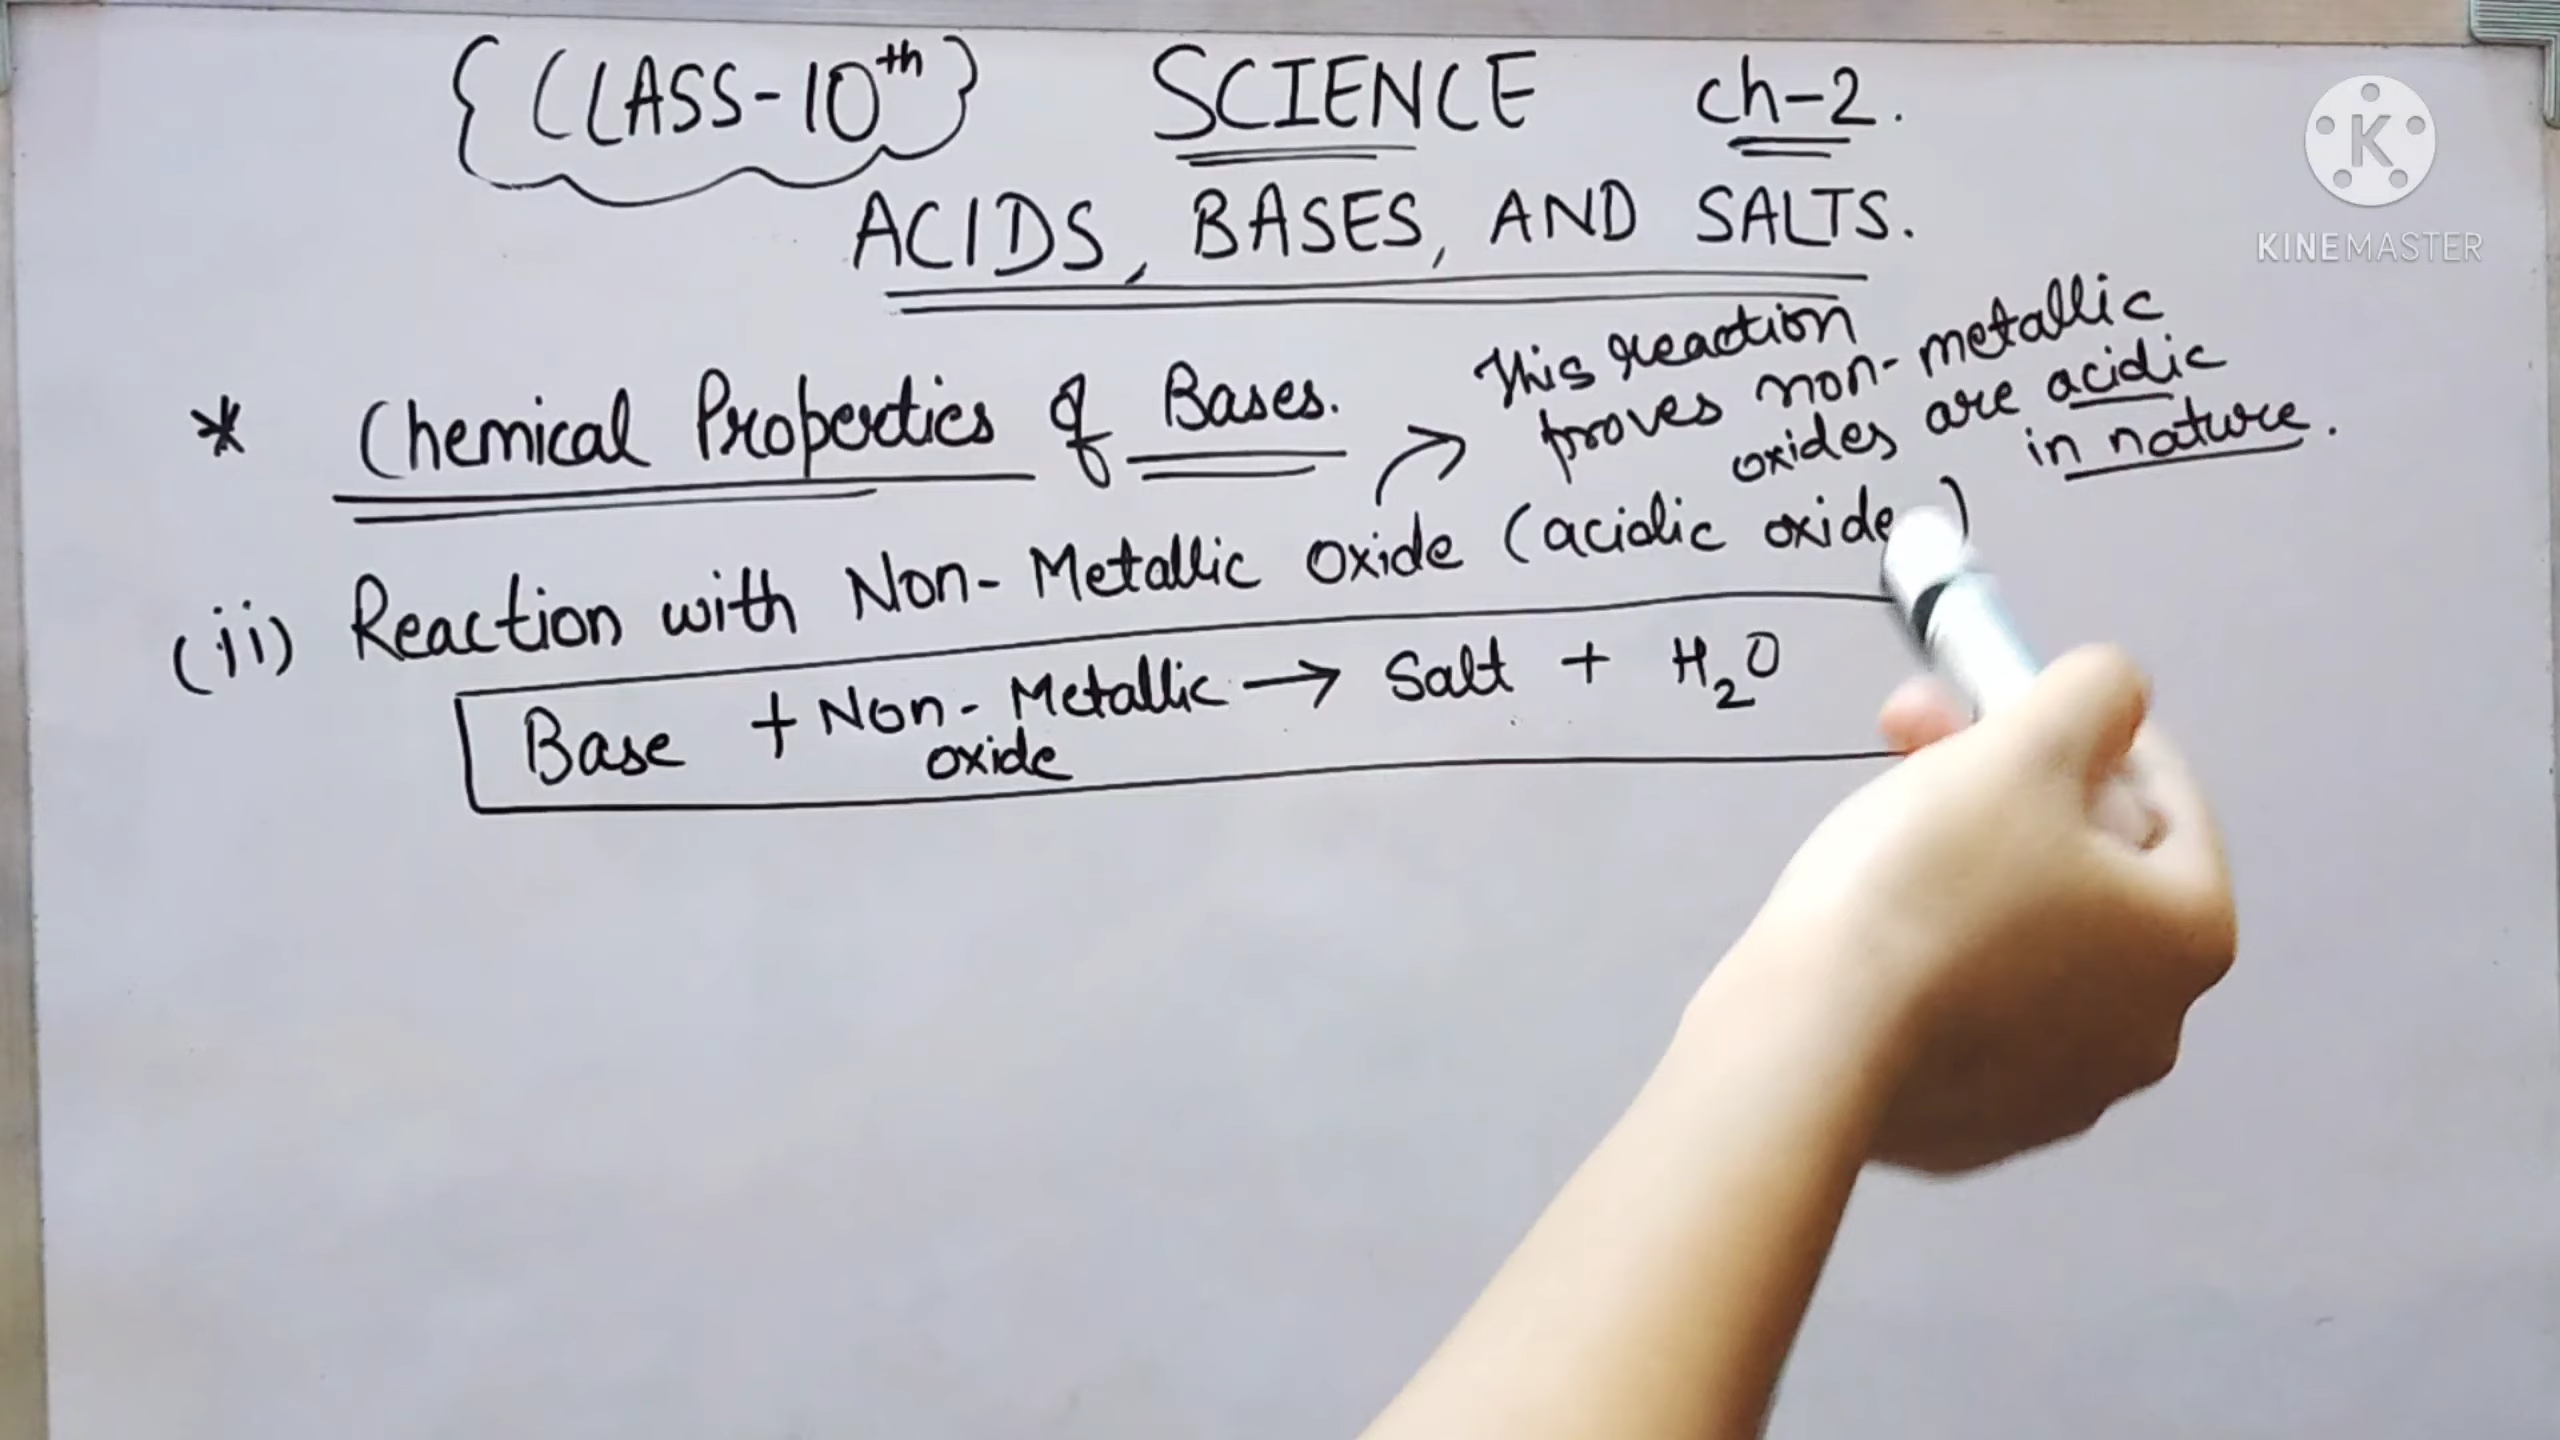 {CLASS-10th} SCIENCE ch-2.
ACIDS, BASES, AND SALTS.
* Chemical Properties of Bases.
This reaction
proves non-metallic
oxides are acidic
in nature.
(ii) Reaction with Non-Metallic Oxide (acidic oxide)
Base + Non-Metallic → Salt + H2O
oxide
K
KINEMASTER